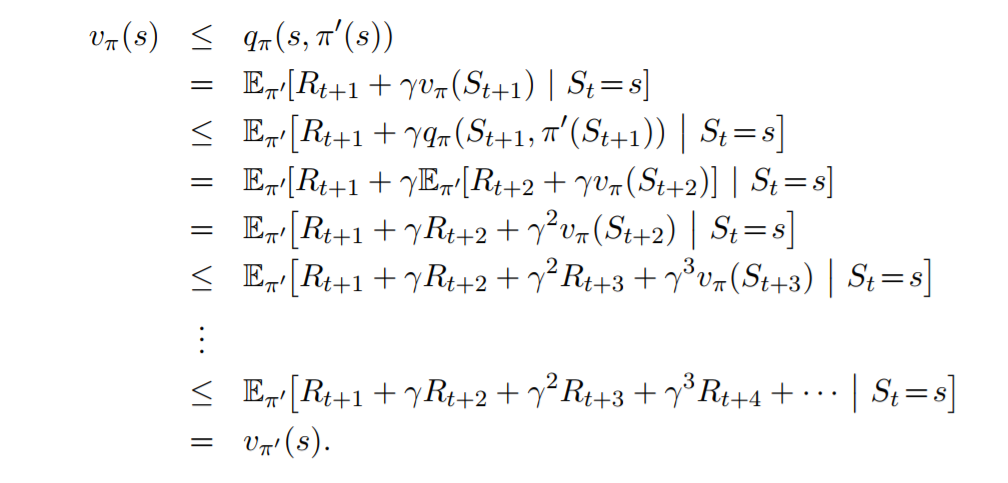 v_π(s) ≤ q_π(s, π′(s))
= 𝔼_π′[R_{t+1} + γv_π(S_{t+1}) | S_t=s]
≤ 𝔼_π′[R_{t+1} + γq_π(S_{t+1}, π′(S_{t+1})) | S_t=s]
= 𝔼_π′[R_{t+1} + γ𝔼_π′[R_{t+2} + γv_π(S_{t+2})] | S_t=s]
= 𝔼_π′[R_{t+1} + γR_{t+2} + γ²v_π(S_{t+2}) | S_t=s]
≤ 𝔼_π′[R_{t+1} + γR_{t+2} + γ²R_{t+3} + γ³v_π(S_{t+3}) | S_t=s]
⋮
≤ 𝔼_π′[R_{t+1} + γR_{t+2} + γ²R_{t+3} + γ³R_{t+4} + ⋯ | S_t=s]
= v_π′(s).